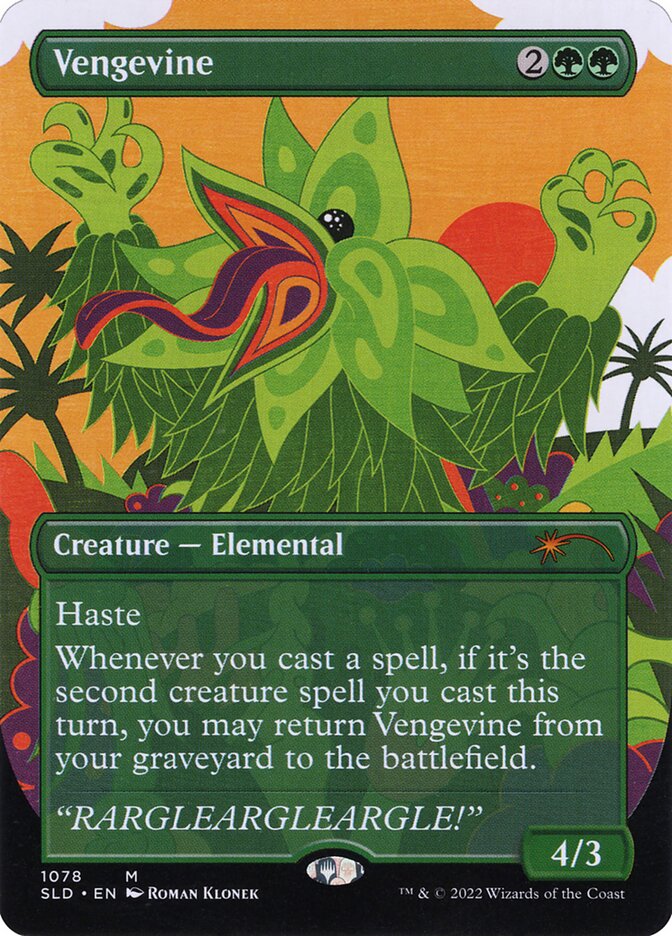 Vengevine 2
Creature — Elemental
Haste
Whenever you cast a spell, if it's the
second creature spell you cast this
turn, you may return Vengevine from
your graveyard to the battlefield.
“RARGLEARGLEARGLE!”
4/3
1078 M
SLD • EN ROMAN KLONEK ™ & © 2022 Wizards of the Coast